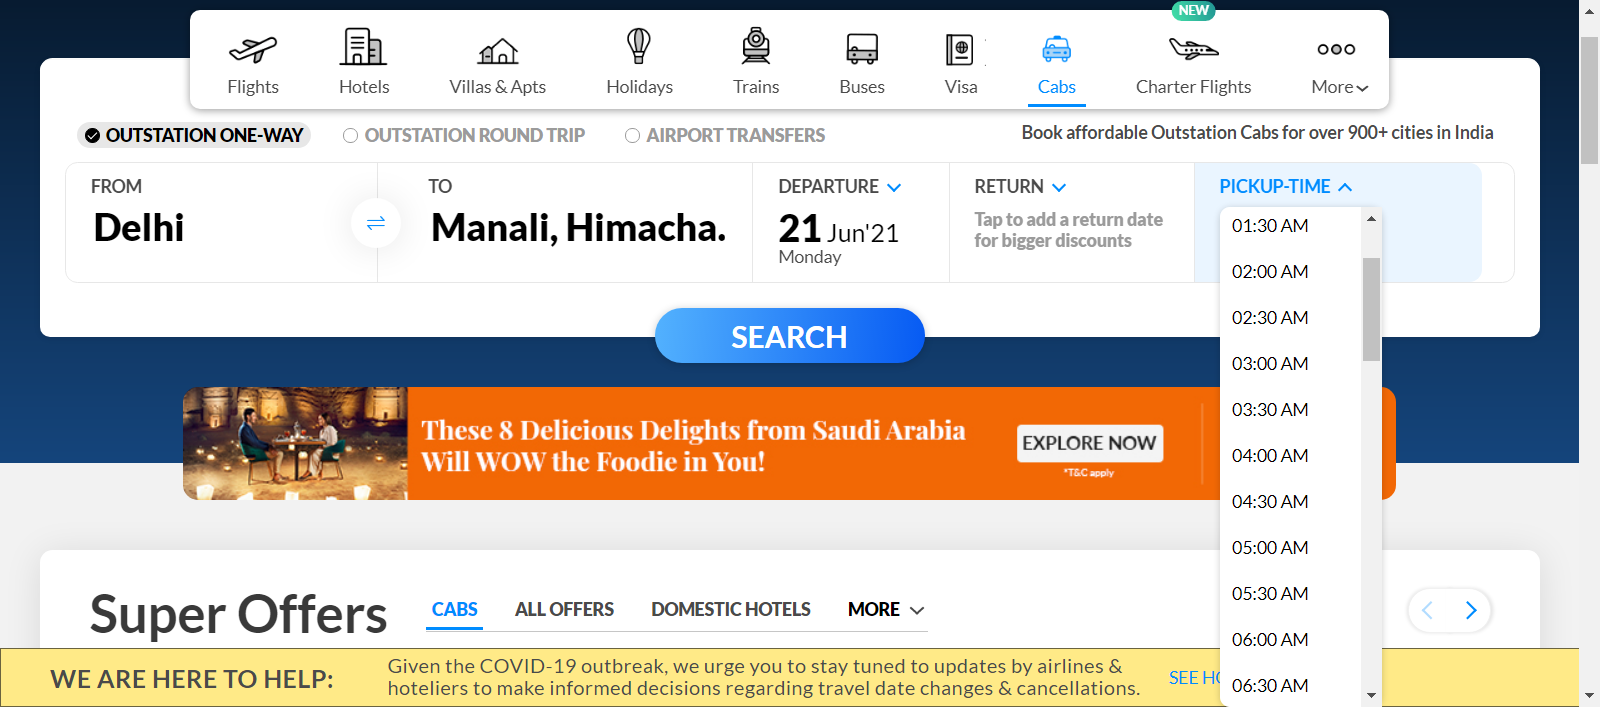 NEW
Flights
Hotels
Villas & Apts
Holidays
Trains
Buses
Visa
Cabs
Charter Flights
More
OUTSTATION ONE-WAY
OUTSTATION ROUND TRIP
AIRPORT TRANSFERS
Book affordable Outstation Cabs for over 900+ cities in India
FROM
Delhi
TO
Manali, Himacha.
DEPARTURE
21 Jun'21
Monday
RETURN
Tap to add a return date
for bigger discounts
PICKUP-TIME
01:30 AM
02:00 AM
02:30 AM
03:00 AM
03:30 AM
04:00 AM
04:30 AM
05:00 AM
05:30 AM
06:00 AM
06:30 AM
SEARCH
These 8 Delicious Delights from Saudi Arabia
Will WOW the Foodie in You!
EXPLORE NOW
*T&C apply
Super Offers
CABS
ALL OFFERS
DOMESTIC HOTELS
MORE
WE ARE HERE TO HELP:
Given the COVID-19 outbreak, we urge you to stay tuned to updates by airlines &
hoteliers to make informed decisions regarding travel date changes & cancellations.
SEE